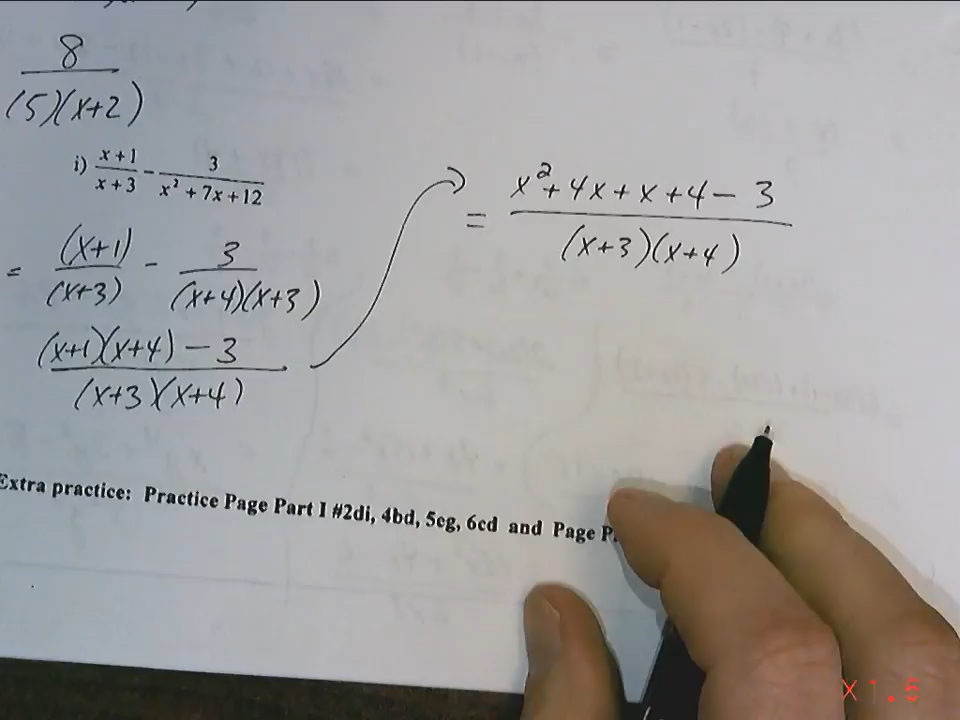 8
(5)(x+2)
i) x+1 / x+3 - 3 / x² + 7x + 12
= (x+1) / (x+3) - 3 / (x+4)(x+3)
(x+1)(x+4) - 3
(x+3)(x+4)
= x² + 4x + x + 4 - 3
(x+3)(x+4)
Extra practice: Practice Page Part I #2di, 4bd, 5eg, 6cd and Page
X 1.5